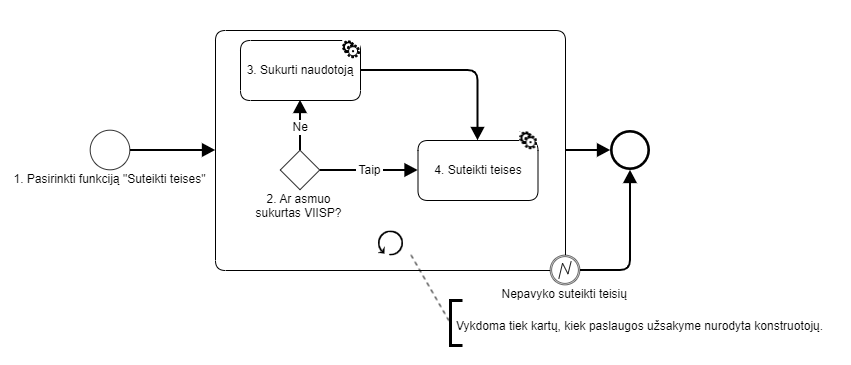 3. Sukurti naudotoją
Ne
1. Pasirinkti funkciją "Suteikti teises"
Taip
4. Suteikti teises
2. Ar asmuo
sukurtas VIISP?
N
Nepavyko suteikti teisių
Vykdoma tiek kartų, kiek paslaugos užsakyme nurodyta konstruotojų.